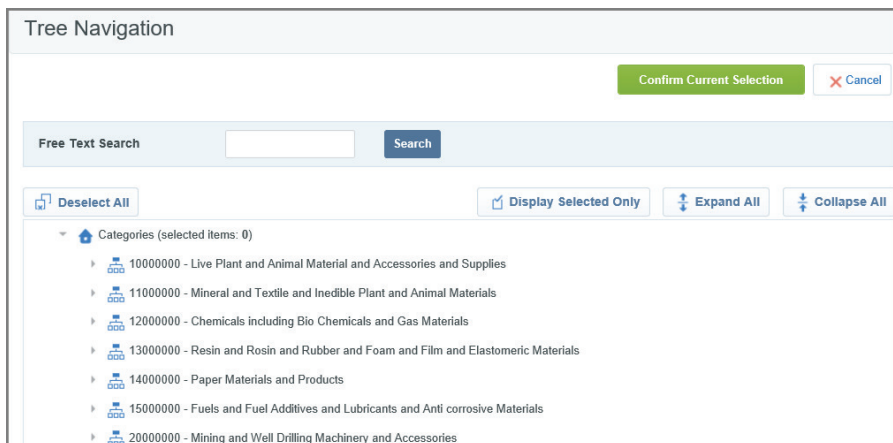 Tree Navigation
Confirm Current Selection Cancel
Free Text Search Search
Deselect All Display Selected Only Expand All Collapse All
Categories (selected items: 0)
10000000 - Live Plant and Animal Material and Accessories and Supplies
11000000 - Mineral and Textile and Inedible Plant and Animal Materials
12000000 - Chemicals including Bio Chemicals and Gas Materials
13000000 - Resin and Rosin and Rubber and Foam and Film and Elastomeric Materials
14000000 - Paper Materials and Products
15000000 - Fuels and Fuel Additives and Lubricants and Anti corrosive Materials
20000000 - Mining and Well Drilling Machinery and Accessories